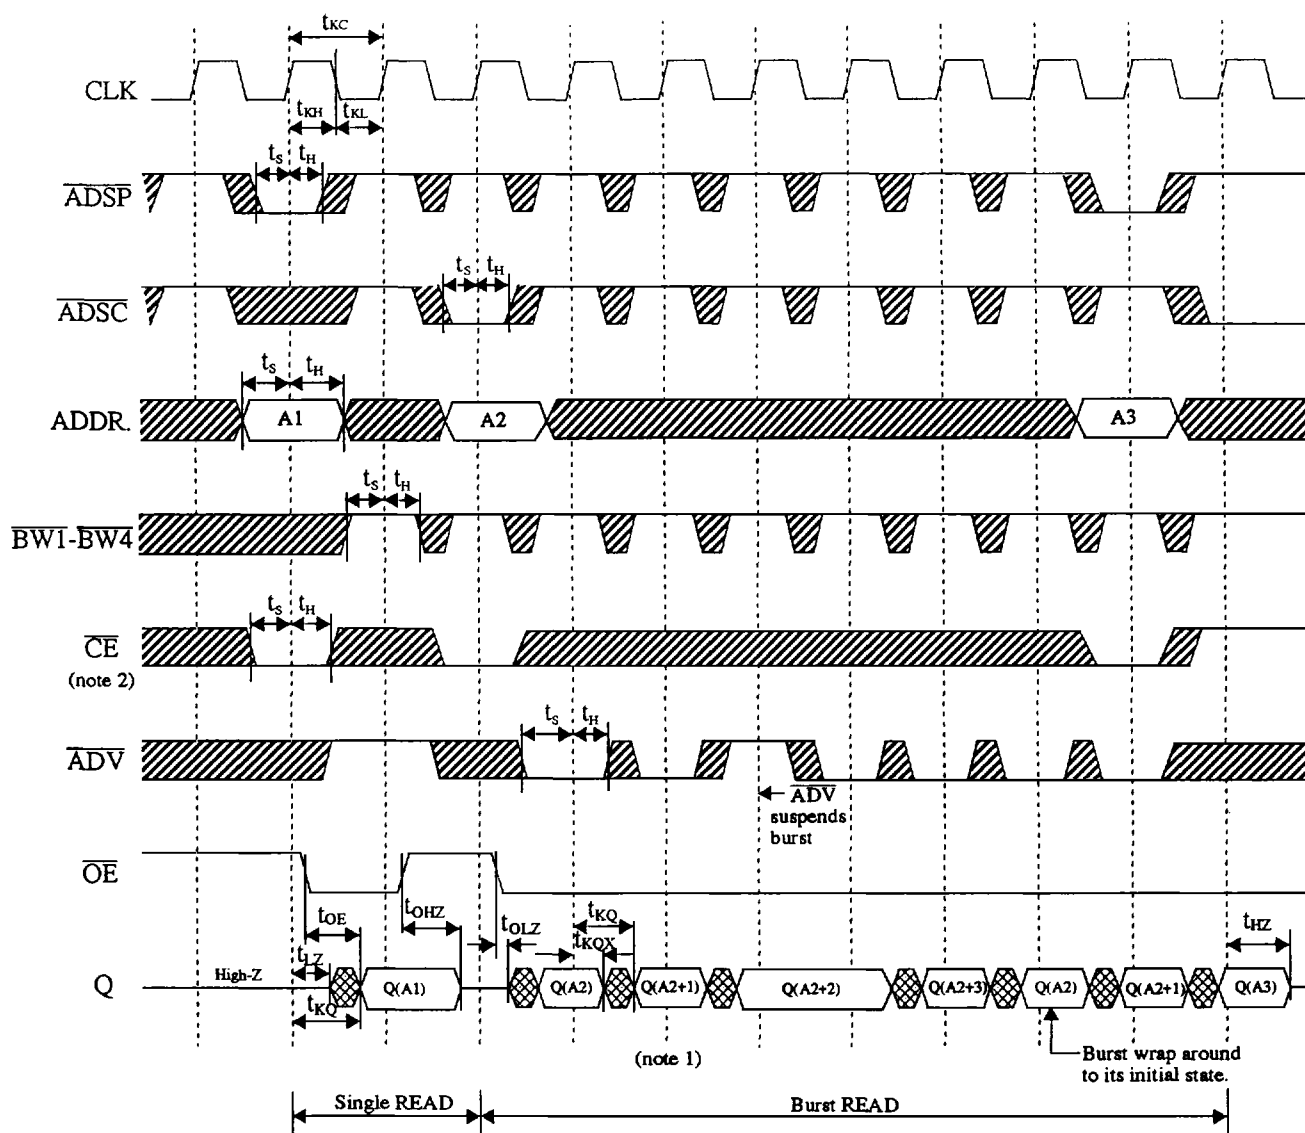 tKC
CLK
tKH tKL
tS tH
ADSP
tS tH
ADSC
tS tH
ADDR. A1 A2 A3
tS tH
BW1-BW4
tS tH
CE
(note 2)
tS tH
ADV
ADV
suspends
burst
OE
tOE tOHZ tOLZ tKQ tHZ
tKQX
tLZ
High-Z
Q Q(A1) Q(A2) Q(A2+1) Q(A2+2) Q(A2+3) Q(A2) Q(A2+1) Q(A3)
tKQ
(note 1)
Burst wrap around
to its initial state.
Single READ Burst READ